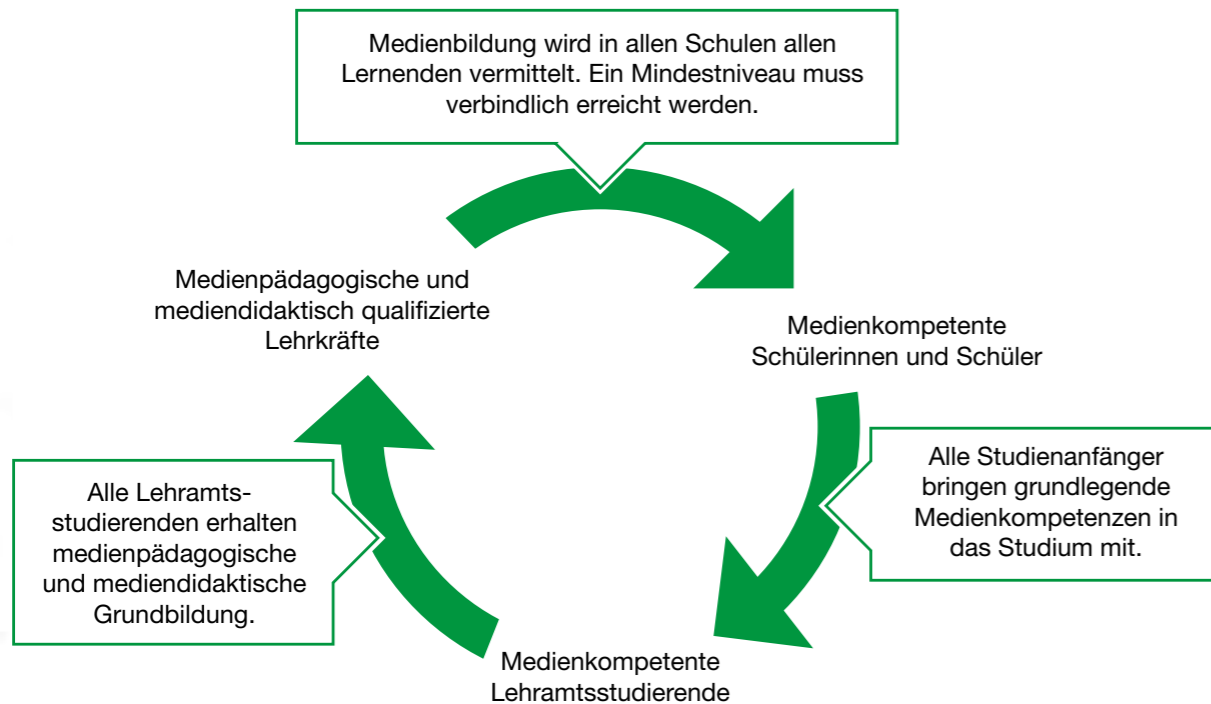 Medienbildung wird in allen Schulen allen
Lernenden vermittelt. Ein Mindestniveau muss
verbindlich erreicht werden.
Medienpädagogische und
mediendidaktisch qualifizierte
Lehrkräfte
Medienkompetente
Schülerinnen und Schüler
Alle Studienanfänger
bringen grundlegende
Medienkompetenzen in
das Studium mit.
Alle Lehramts-
studierenden erhalten
medienpädagogische
und mediendidaktische
Grundbildung.
Medienkompetente
Lehramtsstudierende